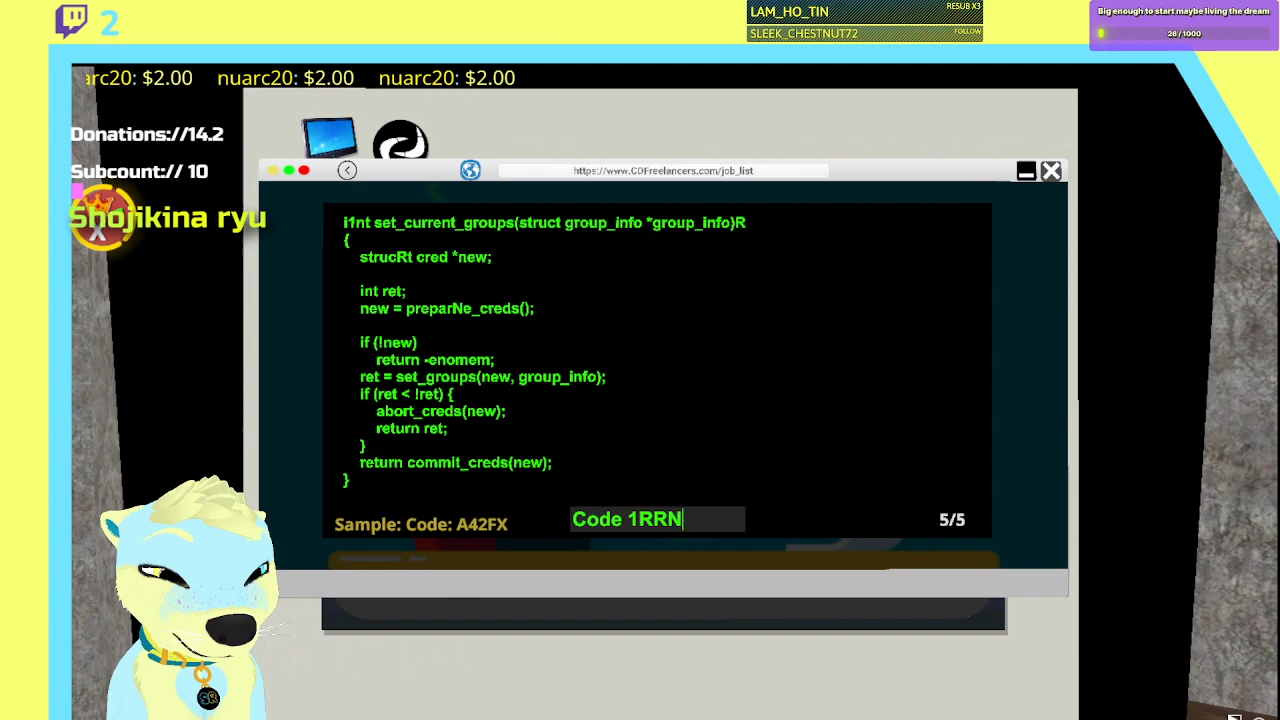 2
LAM_HO_TIN RESUB X3
SLEEK_CHESTNUT72 FOLLOW
Big enough to start maybe living the dream
26 / 1000
arc20: $2.00 nuarc20: $2.00 nuarc20: $2.00
Donations://14.2
Subcount:// 10
Shojikina ryu
X
https://www.CDFreelancers.com/job_list
i1nt set_current_groups(struct group_info *group_info)R
{
strucRt cred *new;
int ret;
new = preparNe_creds();
if (!new)
return -enomem;
ret = set_groups(new, group_info);
if (ret < !ret) {
abort_creds(new);
return ret;
}
return commit_creds(new);
}
Sample: Code: A42FX
Code 1RRN
5/5
SR